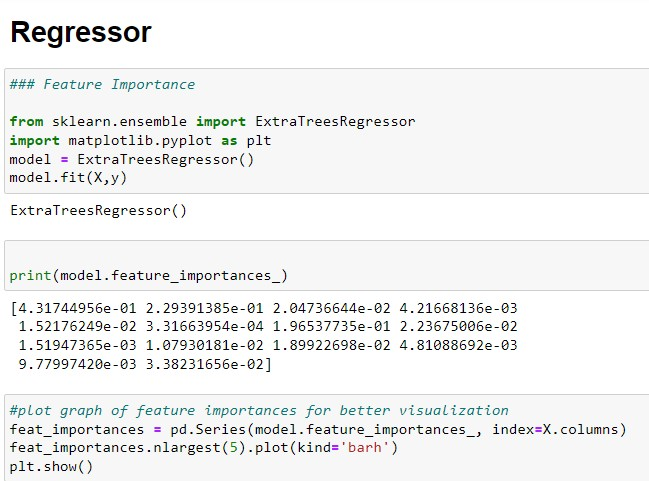 Regressor
### Feature Importance
from sklearn.ensemble import ExtraTreesRegressor
import matplotlib.pyplot as plt
model = ExtraTreesRegressor()
model.fit(X,y)
ExtraTreesRegressor()
print(model.feature_importances_)
[4.31744956e-01 2.29391385e-01 2.04736644e-02 4.21668136e-03
1.52176249e-02 3.31663954e-04 1.96537735e-01 2.23675006e-02
1.51947365e-03 1.07930181e-02 1.89922698e-02 4.81088692e-03
9.77997420e-03 3.38231656e-02]
#plot graph of feature importances for better visualization
feat_importances = pd.Series(model.feature_importances_, index=X.columns)
feat_importances.nlargest(5).plot(kind='barh')
plt.show()